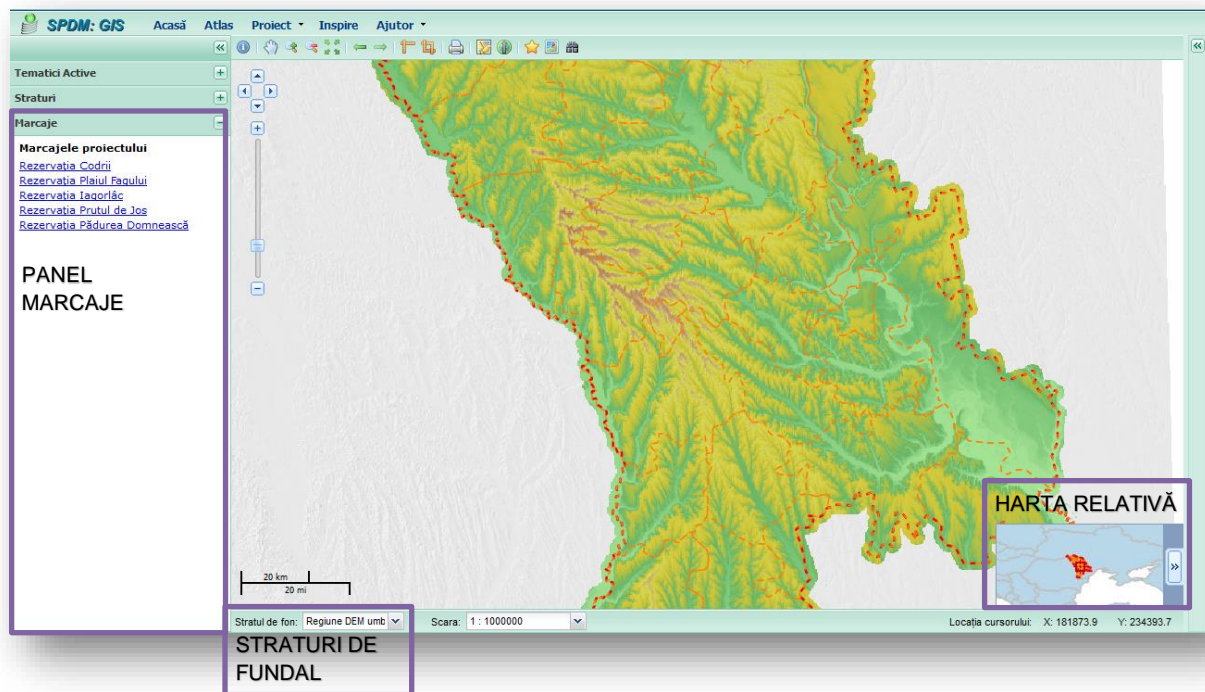 SPDM: GIS Acasă Atlas Proiect Inspire Ajutor
Tematici Active
Straturi
Marcaje
Marcajele proiectului
Rezervația Codrii
Rezervația Plaiul Fagului
Rezervația Iagorlâc
Rezervația Prutul de Jos
Rezervația Pădurea Domnească
PANEL
MARCAJE
HARTA RELATIVĂ
20 km
20 mi
Stratul de fon: Regiune DEM umb Scara: 1 : 1000000 Locația cursorului: X: 181873.9 Y: 234393.7
STRATURI DE
FUNDAL